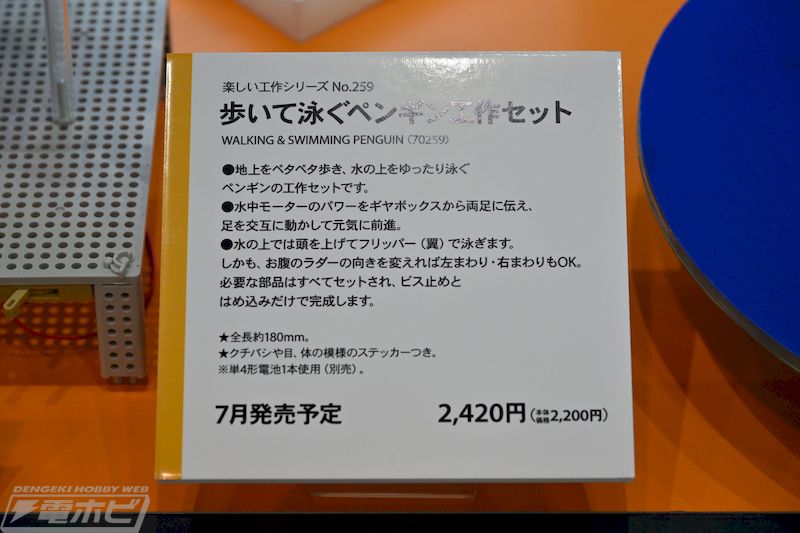 楽しい工作シリーズ No.259
歩いて泳ぐペンギン工作セット
WALKING & SWIMMING PENGUIN (70259)
●地上をペタペタ歩き、水の上をゆったり泳ぐ
ペンギンの工作セットです。
●水中モーターのパワーをギヤボックスから両足に伝え、
足を交互に動かして元気に前進。
●水の上では頭を上げてフリッパー（翼）で泳ぎます。
しかも、お腹のラダーの向きを変えれば左まわり・右まわりもOK。
必要な部品はすべてセットされ、ビス止めと
はめ込みだけで完成します。
★全長約180mm。
★クチバシや目、体の模様のステッカーつき。
※単4形電池1本使用（別売）。
7月発売予定 2,420円（本体価格2,200円）
DENGEKI HOBBY WEB
電ホビ